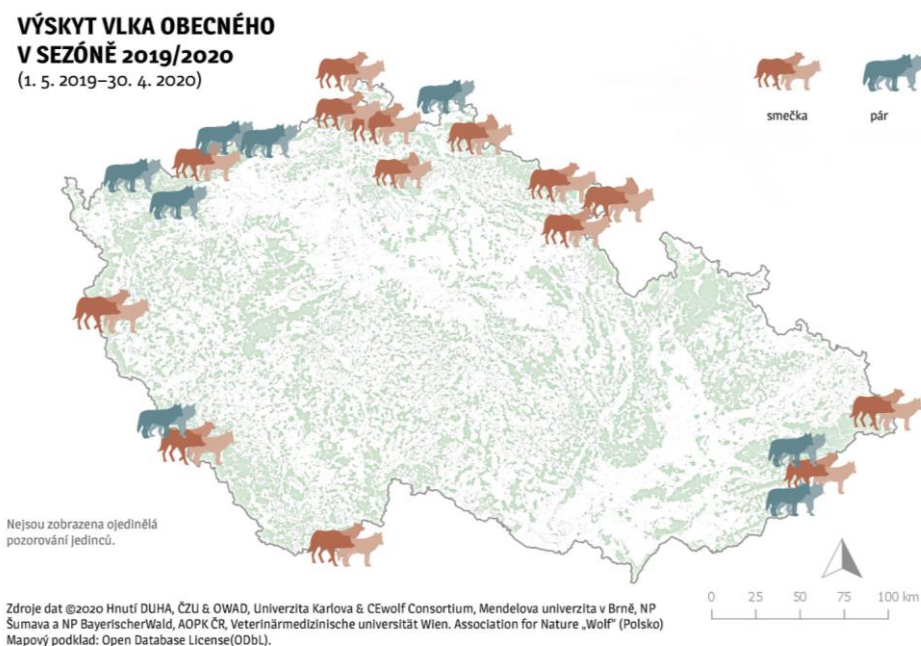 VÝSKYT VLKA OBECNÉHO
V SEZÓNĚ 2019/2020
(1. 5. 2019–30. 4. 2020)
smečka
pár
Nejsou zobrazena ojedinělá
pozorování jedinců.
0 25 50 75 100 km
Zdroje dat ©2020 Hnutí DUHA, ČZU & OWAD, Univerzita Karlova & CEwolf Consortium, Mendelova univerzita v Brně, NP
Šumava a NP BayerischerWald, AOPK ČR, Veterinärmedizinische universität Wien. Association for Nature „Wolf" (Polsko)
Mapový podklad: Open Database License(ODbL).